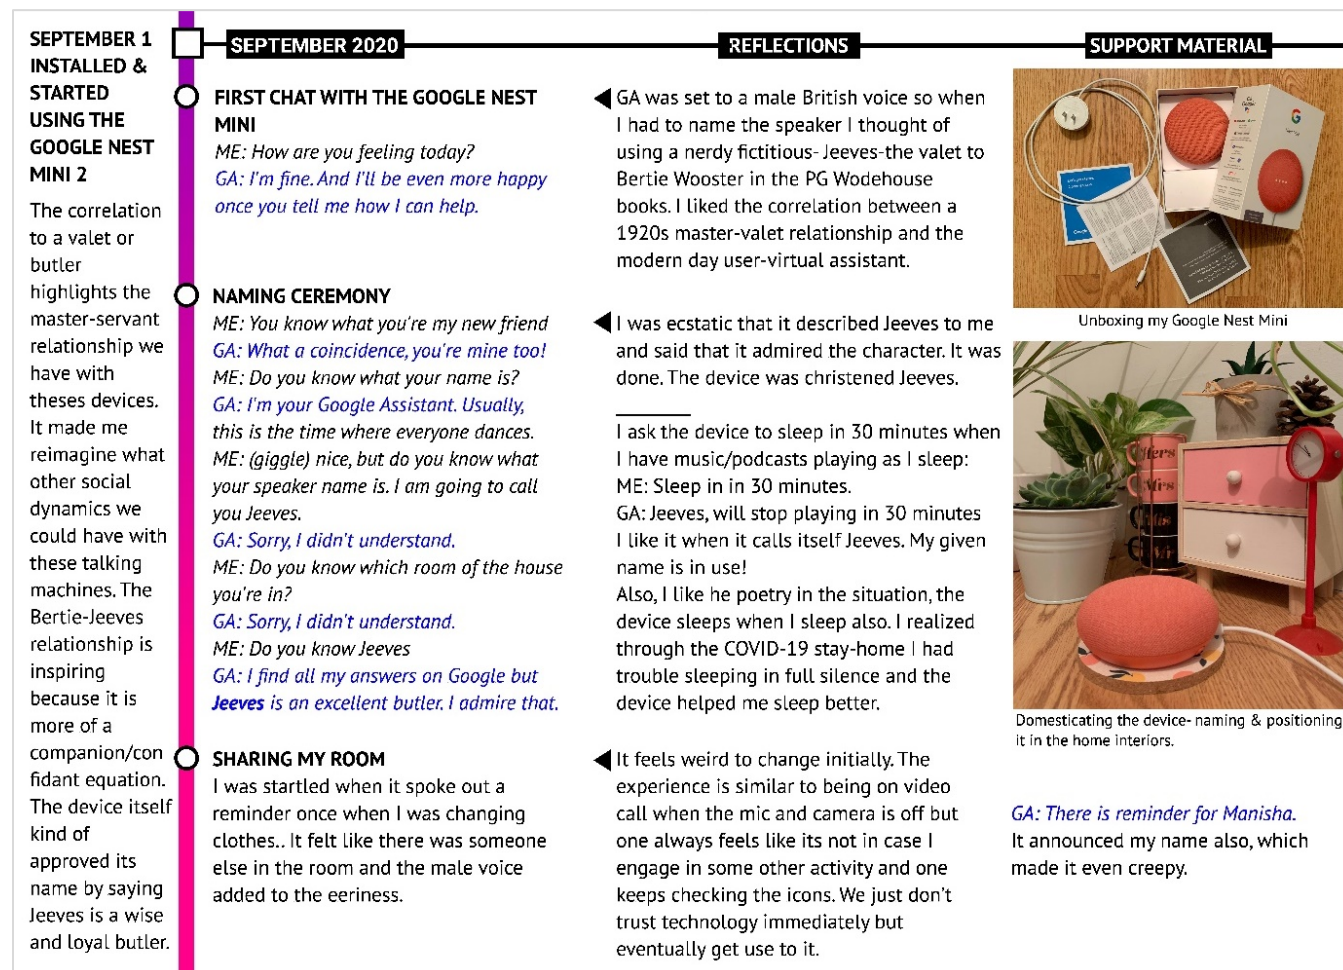 SEPTEMBER 1
INSTALLED &
STARTED
USING THE
GOOGLE NEST
MINI 2
The correlation
to a valet or
butler
highlights the
master-servant
relationship we
have with
theses devices.
It made me
reimagine what
other social
dynamics we
could have with
these talking
machines. The
Bertie-Jeeves
relationship is
inspiring
because it is
more of a
companion/con
fidant equation.
The device itself
kind of
approved its
name by saying
Jeeves is a wise
and loyal butler.
SEPTEMBER 2020
FIRST CHAT WITH THE GOOGLE NEST
MINI
ME: How are you feeling today?
GA: I'm fine. And I'll be even more happy
once you tell me how I can help.
NAMING CEREMONY
ME: You know what you're my new friend
GA: What a coincidence, you're mine too!
ME: Do you know what your name is?
GA: I'm your Google Assistant. Usually,
this is the time where everyone dances.
ME: (giggle) nice, but do you know what
your speaker name is. I am going to call
you Jeeves.
GA: Sorry, I didn't understand.
ME: Do you know which room of the house
you're in?
GA: Sorry, I didn't understand.
ME: Do you know Jeeves
GA: I find all my answers on Google but
Jeeves is an excellent butler. I admire that.
SHARING MY ROOM
I was startled when it spoke out a
reminder once when I was changing
clothes.. It felt like there was someone
else in the room and the male voice
added to the eeriness.
REFLECTIONS
GA was set to a male British voice so when
I had to name the speaker I thought of
using a nerdy fictitious- Jeeves-the valet to
Bertie Wooster in the PG Wodehouse
books. I liked the correlation between a
1920s master-valet relationship and the
modern day user-virtual assistant.
I was ecstatic that it described Jeeves to me
and said that it admired the character. It was
done. The device was christened Jeeves.
I ask the device to sleep in 30 minutes when
I have music/podcasts playing as I sleep:
ME: Sleep in in 30 minutes.
GA: Jeeves, will stop playing in 30 minutes
I like it when it calls itself Jeeves. My given
name is in use!
Also, I like he poetry in the situation, the
device sleeps when I sleep also. I realized
through the COVID-19 stay-home I had
trouble sleeping in full silence and the
device helped me sleep better.
It feels weird to change initially. The
experience is similar to being on video
call when the mic and camera is off but
one always feels like its not in case I
engage in some other activity and one
keeps checking the icons. We just don't
trust technology immediately but
eventually get use to it.
SUPPORT MATERIAL
G
Unboxing my Google Nest Mini
Hers
Mrs
Mr
Domesticating the device- naming & positioning
it in the home interiors.
GA: There is reminder for Manisha.
It announced my name also, which
made it even creepy.